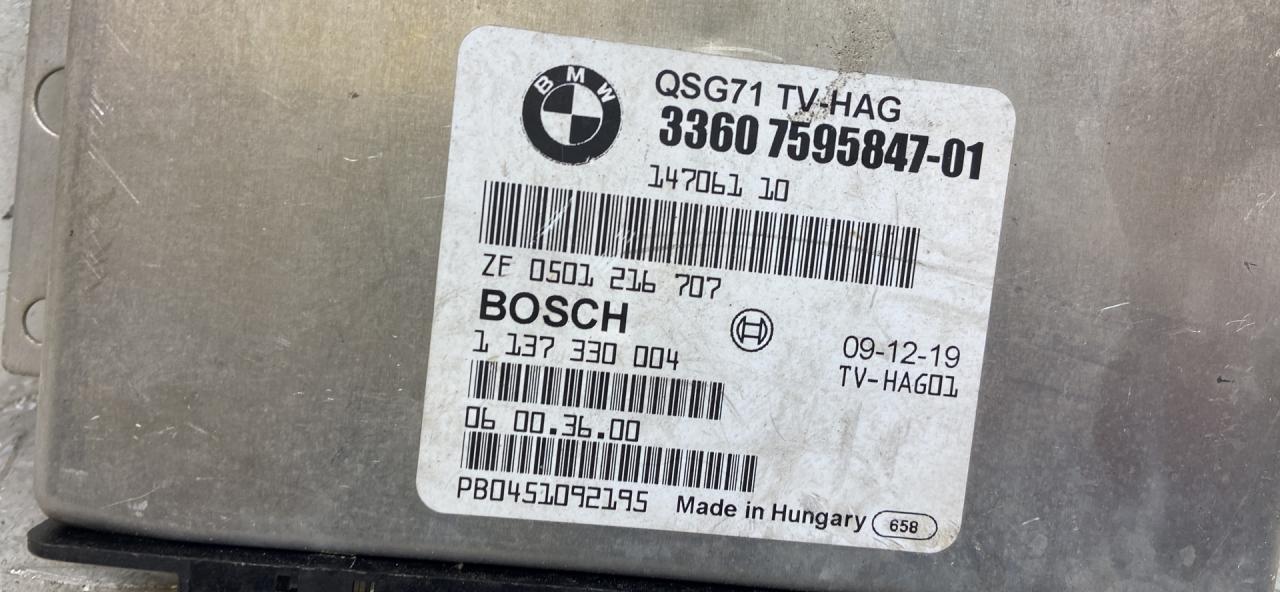 BMW
QSG71 TV-HAG
3360 7595847-01
147061 10
ZF 0501 216 707
BOSCH
1 137 330 004
09-12-19
TV-HAG01
06 00.36.00
PB0451092195
Made in Hungary 658